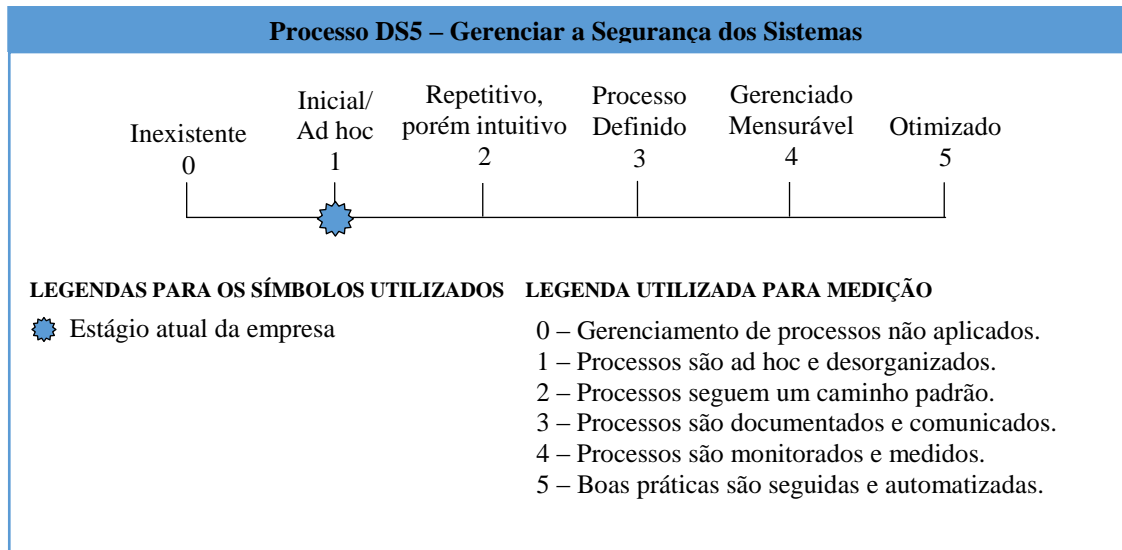 Processo DS5 – Gerenciar a Segurança dos Sistemas
Inexistente
0
Inicial/
Ad hoc
1
Repetitivo,
porém intuitivo
2
Processo
Definido
3
Gerenciado
Mensurável
4
Otimizado
5
LEGENDAS PARA OS SÍMBOLOS UTILIZADOS
Estágio atual da empresa
LEGENDA UTILIZADA PARA MEDIÇÃO
0 – Gerenciamento de processos não aplicados.
1 – Processos são ad hoc e desorganizados.
2 – Processos seguem um caminho padrão.
3 – Processos são documentados e comunicados.
4 – Processos são monitorados e medidos.
5 – Boas práticas são seguidas e automatizadas.